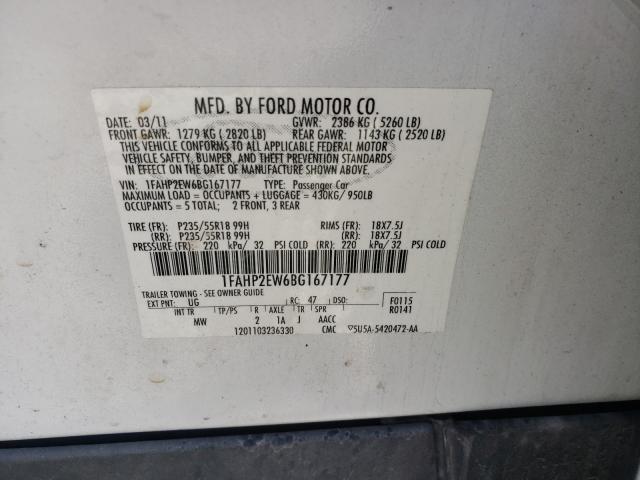 MFD. BY FORD MOTOR CO.
DATE: 03/11 GVWR: 2386 KG ( 5260 LB)
FRONT GAWR: 1279 KG ( 2820 LB) REAR GAWR: 1143 KG ( 2520 LB)
THIS VEHICLE CONFORMS TO ALL APPLICABLE FEDERAL MOTOR
VEHICLE SAFETY, BUMPER, AND THEFT PREVENTION STANDARDS
IN EFFECT ON THE DATE OF MANUFACTURE SHOWN ABOVE.
VIN: 1FAHP2EW6BG167177 TYPE: Passenger Car
MAXIMUM LOAD = OCCUPANTS + LUGGAGE = 430KG/ 950LB
OCCUPANTS = 5 TOTAL; 2 FRONT, 3 REAR
TIRE (FR): P235/55R18 99H RIMS (FR): 18X7.5J
(RR): P235/55R18 99H (RR): 18X7.5J
PRESSURE (FR): 220 kPa/ 32 PSI COLD (RR): 220 kPa/ 32 PSI COLD
1FAHP2EW6BG167177
TRAILER TOWING - SEE OWNER GUIDE
EXT PNT: UG RC: 47 DSO: F0115
INT TR TP/PS R AXLE TR SPR R0141
MW 2 1A J AACC
1201103236330 CMC ▽5U5A-5420472-AA